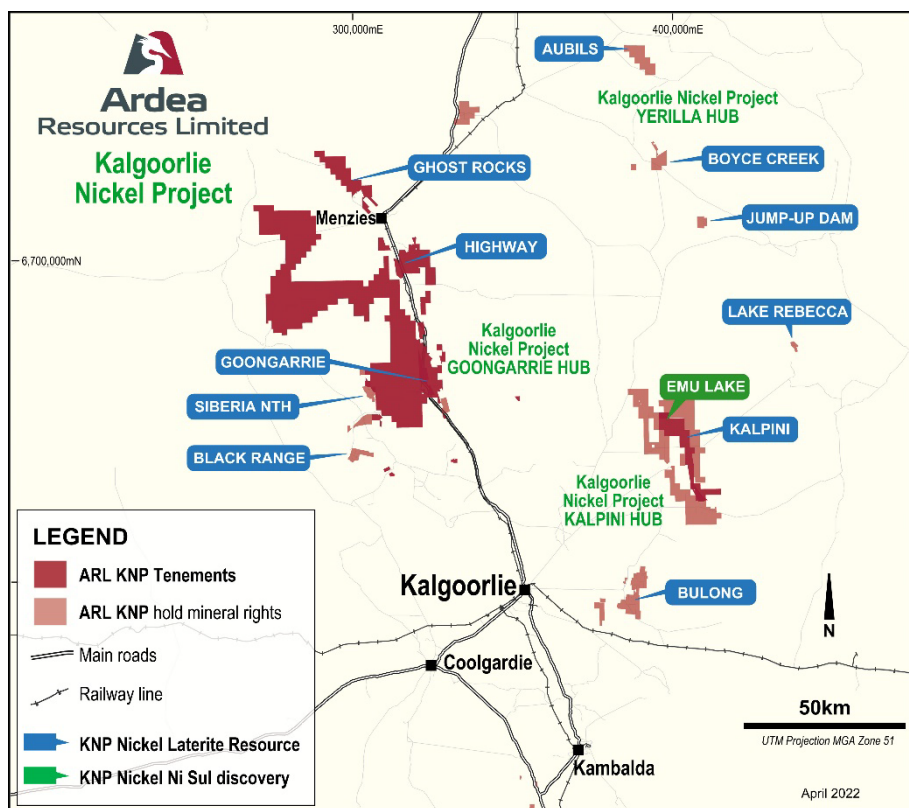 300,000mE
400,000mE
Ardea
Resources Limited
Kalgoorlie
Nickel Project
AUBILS
Kalgoorlie Nickel Project
YERILLA HUB
BOYCE CREEK
GHOST ROCKS
Menzies
JUMP-UP DAM
HIGHWAY
6,700,000mN
LAKE REBECCA
Kalgoorlie
Nickel Project
GOONGARRIE HUB
GOONGARRIE
EMU LAKE
SIBERIA NTH
KALPINI
BLACK RANGE
Kalgoorlie
Nickel Project
KALPINI HUB
LEGEND
ARL KNP Tenements
ARL KNP hold mineral rights
Main roads
Railway line
KNP Nickel Laterite Resource
KNP Nickel Ni Sul discovery
Kalgoorlie
BULONG
N
Coolgardie
50km
UTM Projection MGA Zone 51
Kambalda
April 2022